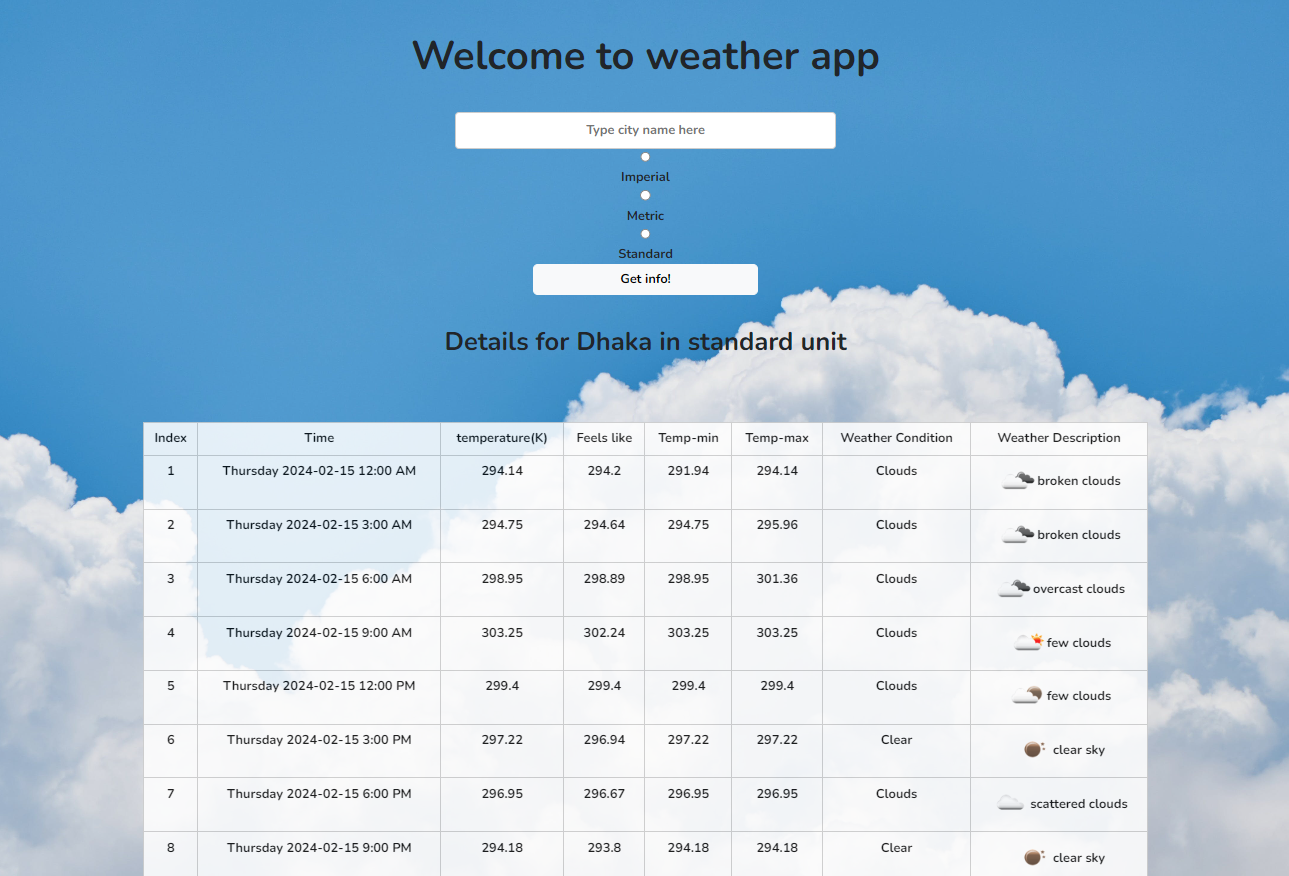 Welcome to weather app
Type city name here
Imperial
Metric
Standard
Get info!
Details for Dhaka in standard unit
Index Time temperature(K) Feels like Temp-min Temp-max Weather Condition Weather Description
1 Thursday 2024-02-15 12:00 AM 294.14 294.2 291.94 294.14 Clouds broken clouds
2 Thursday 2024-02-15 3:00 AM 294.75 294.64 294.75 295.96 Clouds broken clouds
3 Thursday 2024-02-15 6:00 AM 298.95 298.89 298.95 301.36 Clouds overcast clouds
4 Thursday 2024-02-15 9:00 AM 303.25 302.24 303.25 303.25 Clouds few clouds
5 Thursday 2024-02-15 12:00 PM 299.4 299.4 299.4 299.4 Clouds few clouds
6 Thursday 2024-02-15 3:00 PM 297.22 296.94 297.22 297.22 Clear clear sky
7 Thursday 2024-02-15 6:00 PM 296.95 296.67 296.95 296.95 Clouds scattered clouds
8 Thursday 2024-02-15 9:00 PM 294.18 293.8 294.18 294.18 Clear clear sky